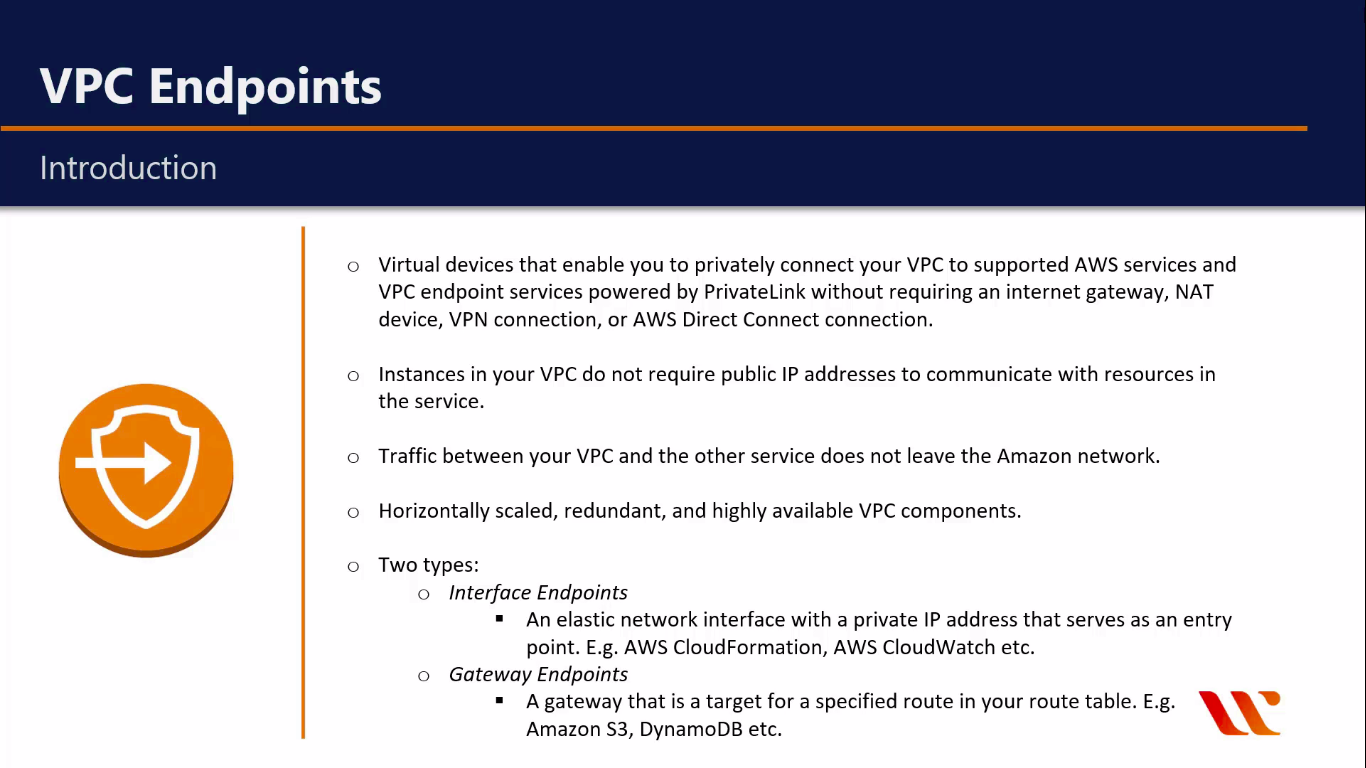 VPC Endpoints
Introduction
○ Virtual devices that enable you to privately connect your VPC to supported AWS services and
VPC endpoint services powered by PrivateLink without requiring an internet gateway, NAT
device, VPN connection, or AWS Direct Connect connection.
○ Instances in your VPC do not require public IP addresses to communicate with resources in
the service.
○ Traffic between your VPC and the other service does not leave the Amazon network.
○ Horizontally scaled, redundant, and highly available VPC components.
○ Two types:
○ Interface Endpoints
▪ An elastic network interface with a private IP address that serves as an entry
point. E.g. AWS CloudFormation, AWS CloudWatch etc.
○ Gateway Endpoints
▪ A gateway that is a target for a specified route in your route table. E.g.
Amazon S3, DynamoDB etc.